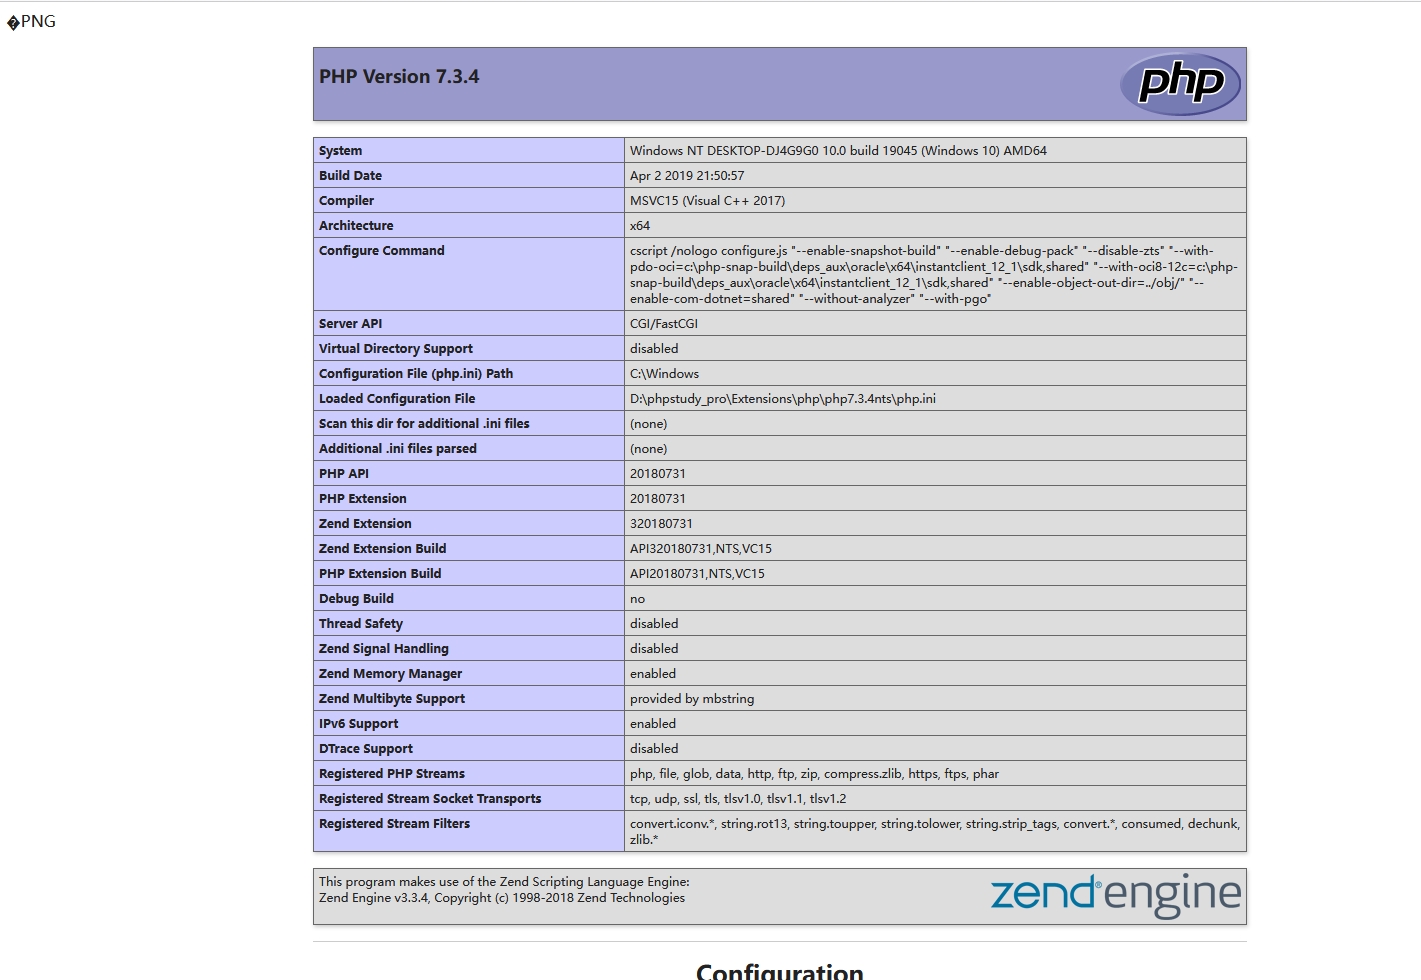 �PNG
PHP Version 7.3.4
php
System Windows NT DESKTOP-DJ4G9G0 10.0 build 19045 (Windows 10) AMD64
Build Date Apr 2 2019 21:50:57
Compiler MSVC15 (Visual C++ 2017)
Architecture x64
Configure Command cscript /nologo configure.js "--enable-snapshot-build" "--enable-debug-pack" "--disable-zts" "--with-
pdo-oci=c:\php-snap-build\deps_aux\oracle\x64\instantclient_12_1\sdk,shared" "--with-oci8-12c=c:\php-
snap-build\deps_aux\oracle\x64\instantclient_12_1\sdk,shared" "--enable-object-out-dir=../obj/" "--
enable-com-dotnet=shared" "--without-analyzer" "--with-pgo"
Server API CGI/FastCGI
Virtual Directory Support disabled
Configuration File (php.ini) Path C:\Windows
Loaded Configuration File D:\phpstudy_pro\Extensions\php\php7.3.4nts\php.ini
Scan this dir for additional .ini files (none)
Additional .ini files parsed (none)
PHP API 20180731
PHP Extension 20180731
Zend Extension 320180731
Zend Extension Build API320180731,NTS,VC15
PHP Extension Build API20180731,NTS,VC15
Debug Build no
Thread Safety disabled
Zend Signal Handling disabled
Zend Memory Manager enabled
Zend Multibyte Support provided by mbstring
IPv6 Support enabled
DTrace Support disabled
Registered PHP Streams php, file, glob, data, http, ftp, zip, compress.zlib, https, ftps, phar
Registered Stream Socket Transports tcp, udp, ssl, tls, tlsv1.0, tlsv1.1, tlsv1.2
Registered Stream Filters convert.iconv.*, string.rot13, string.toupper, string.tolower, string.strip_tags, convert.*, consumed, dechunk,
zlib.*
This program makes use of the Zend Scripting Language Engine:
Zend Engine v3.3.4, Copyright (c) 1998-2018 Zend Technologies
zend® engine
Configuration